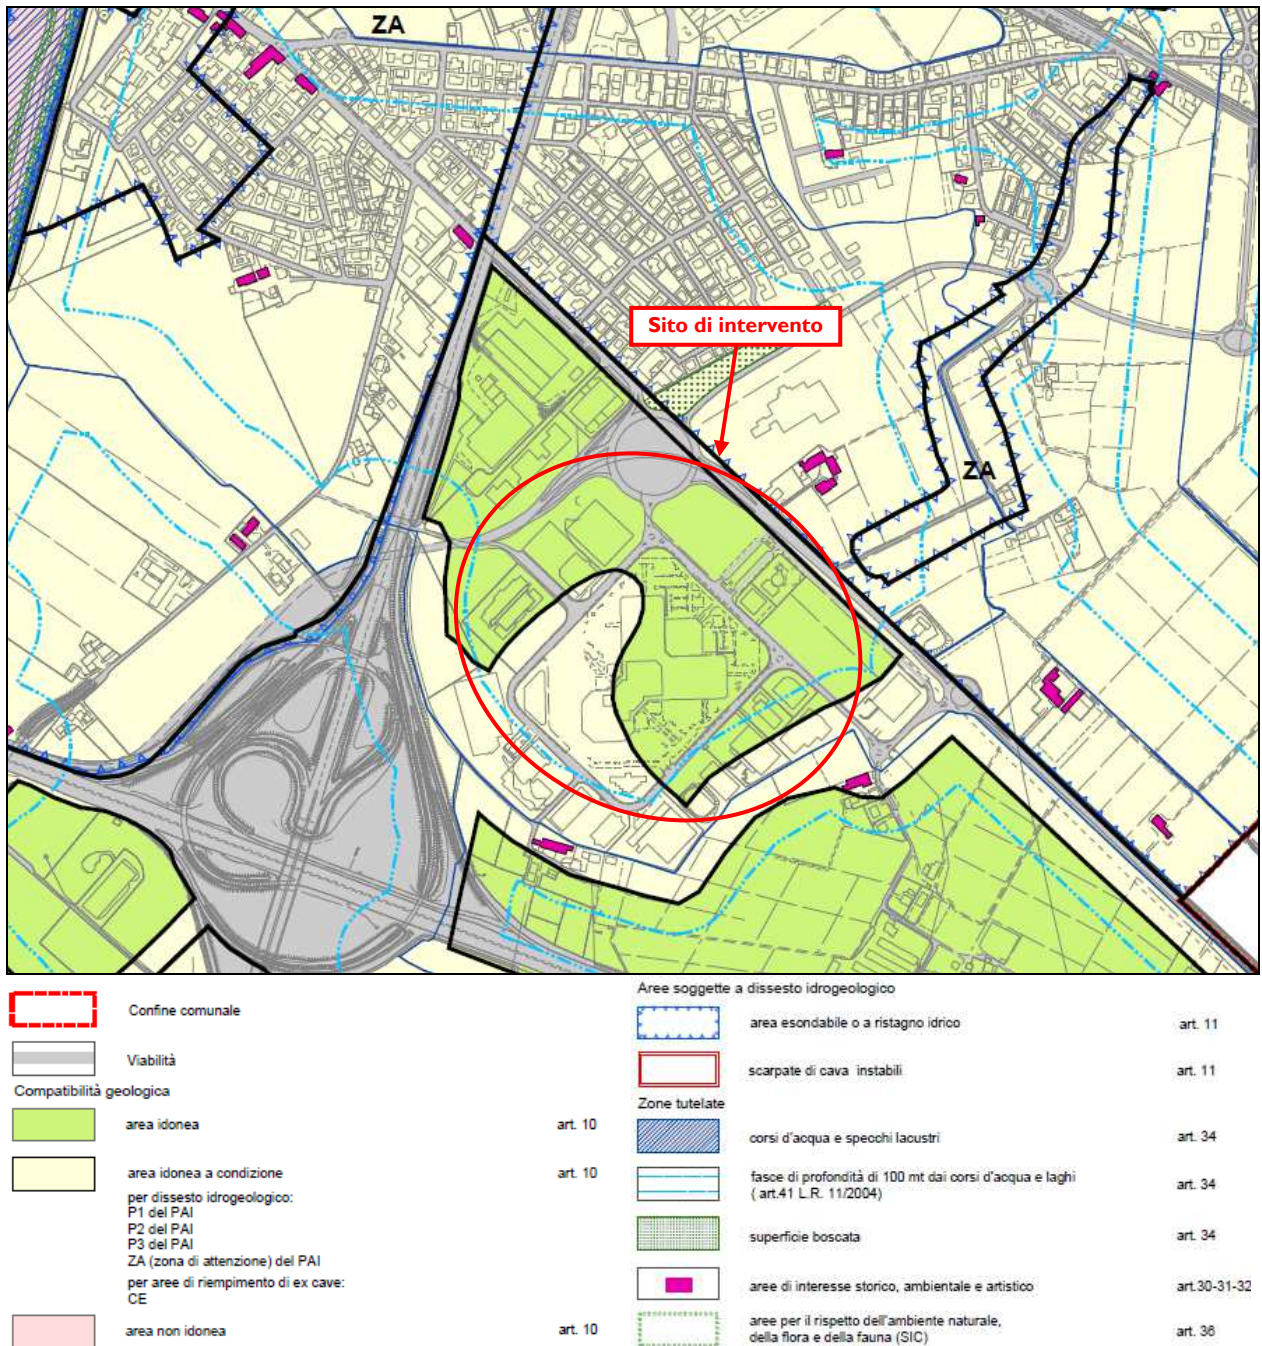 ZA
Sito di intervento
ZA
Confine comunale
Viabilità
Compatibilità geologica
area idonea art. 10
area idonea a condizione art. 10
per dissesto idrogeologico:
P1 del PAI
P2 del PAI
P3 del PAI
ZA (zona di attenzione) del PAI
per aree di riempimento di ex cave:
CE
area non idonea art. 10
Aree soggette a dissesto idrogeologico
area esondabile o a ristagno idrico art. 11
scarpate di cava instabili art. 11
Zone tutelate
corsi d'acqua e specchi lacustri art. 34
fasce di profondità di 100 mt dai corsi d'acqua e laghi
( art.41 L.R. 11/2004) art. 34
superficie boscata art. 34
aree di interesse storico, ambientale e artistico art.30-31-32
aree per il rispetto dell'ambiente naturale,
della flora e della fauna (SIC) art. 36